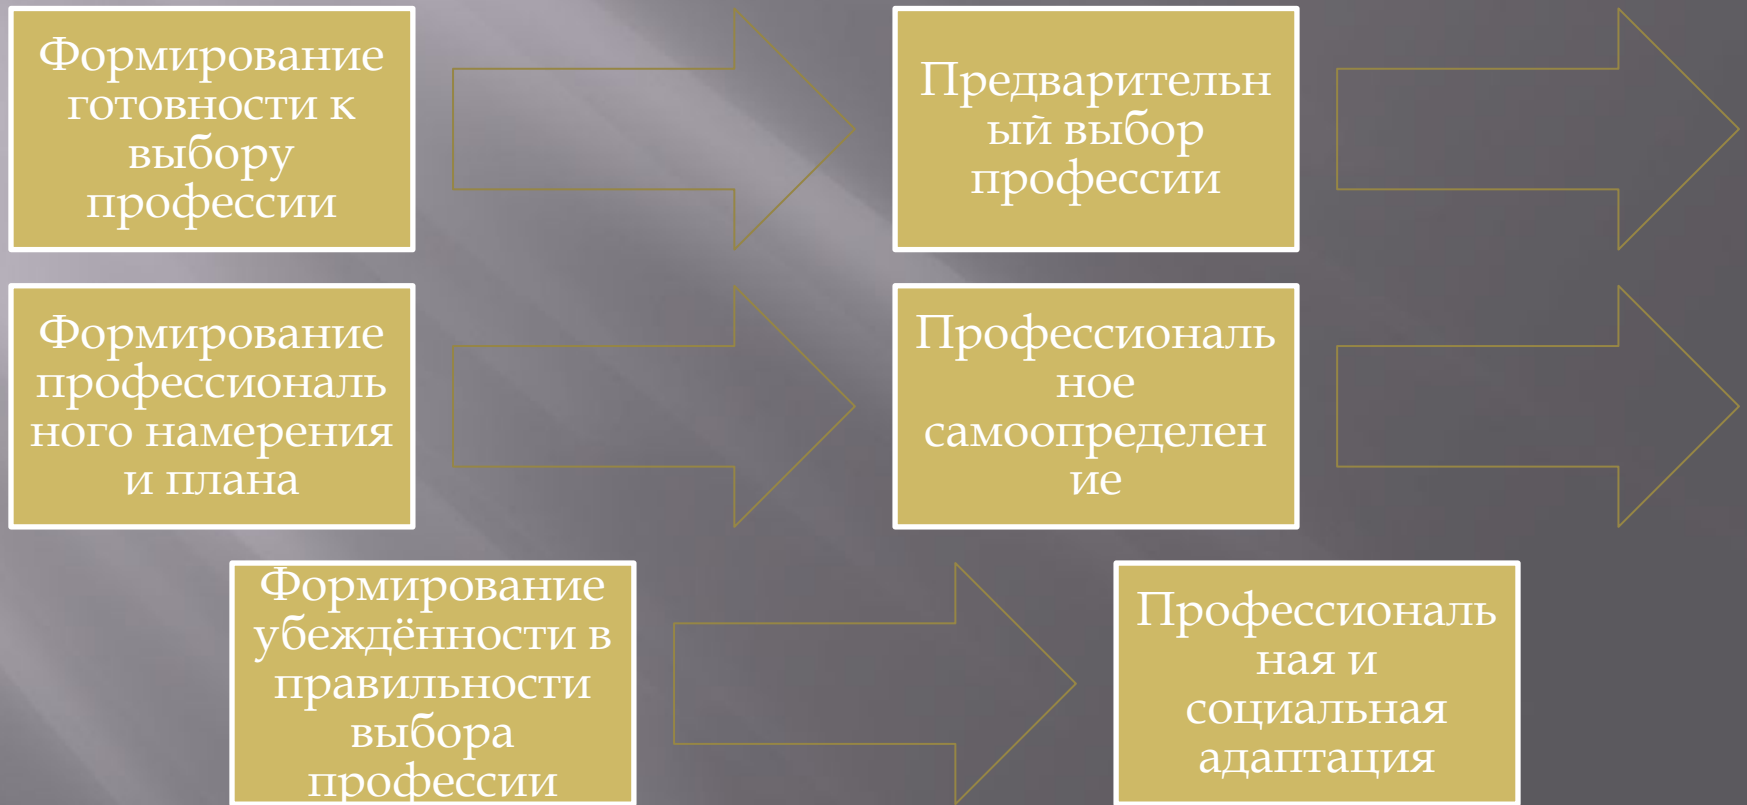 Формирование
готовности к
выбору
профессии
Предварительн
ый выбор
профессии
Формирование
профессиональ
ного намерения
и плана
Профессиональ
ное
самоопределен
ие
Формирование
убеждённости в
правильности
выбора
профессии
Профессиональ
ная и
социальная
адаптация